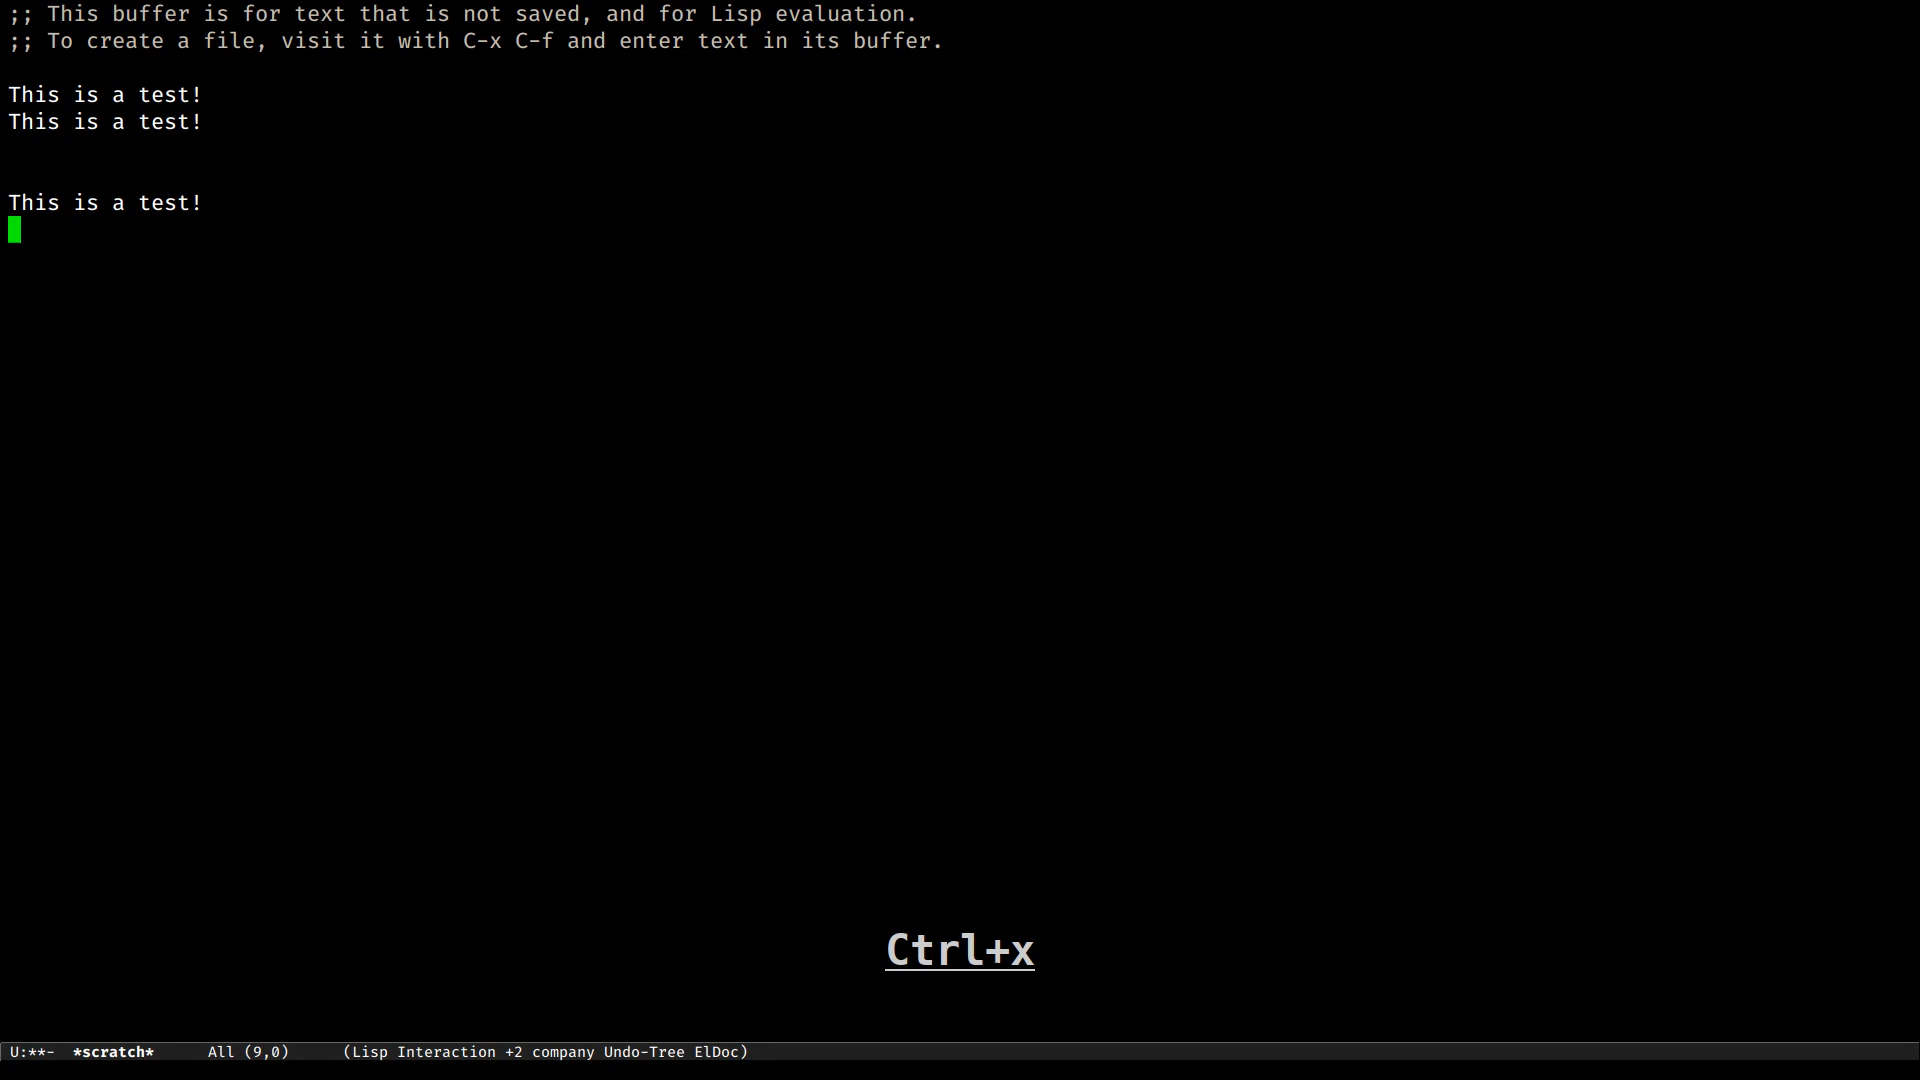 ;; This buffer is for text that is not saved, and for Lisp evaluation.
;; To create a file, visit it with C-x C-f and enter text in its buffer.
This is a test!
This is a test!
This is a test!
Ctrl+x
U:**-  *scratch*      All (9,0)      (Lisp Interaction +2 company Undo-Tree ElDoc)